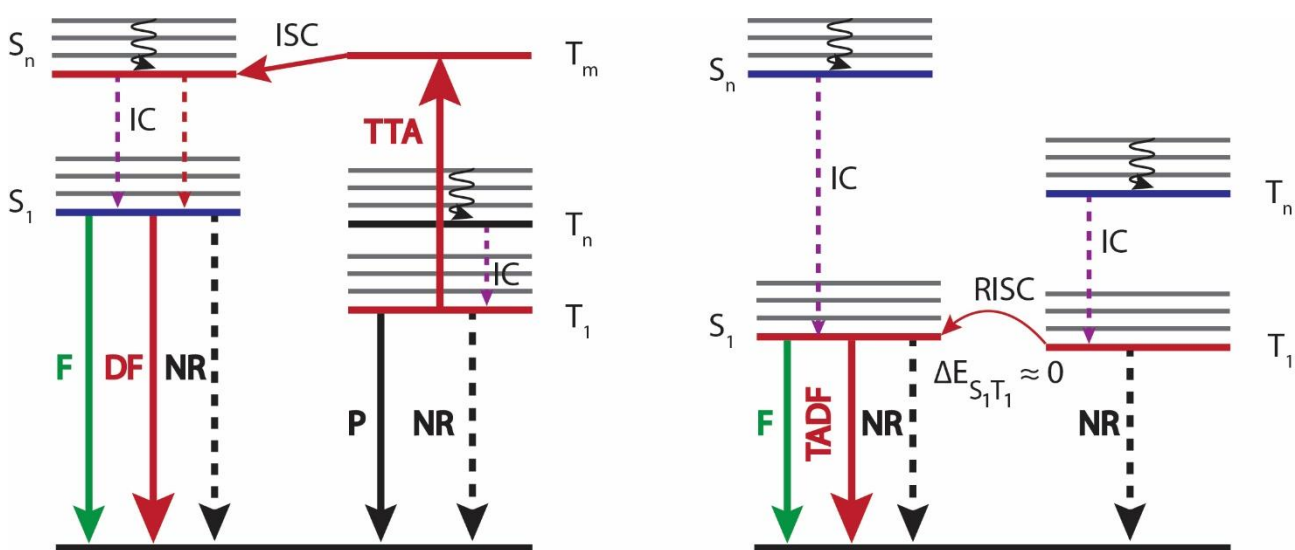 Sn
ISC
Tm
IC
TTA
S1
Tn
IC
T1
F
DF
NR
P
NR
Sn
IC
Tn
IC
RISC
S1
T1
ΔES1T1 ≈ 0
F
TADF
NR
NR